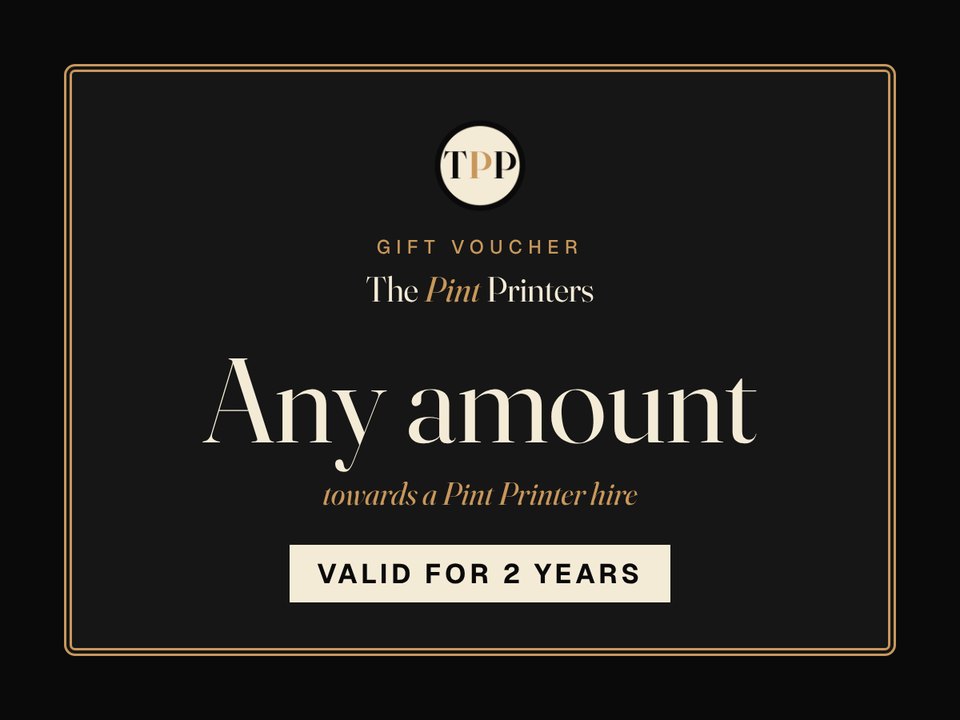 TPP
GIFT VOUCHER
The Pint Printers
Any amount
towards a Pint Printer hire
VALID FOR 2 YEARS